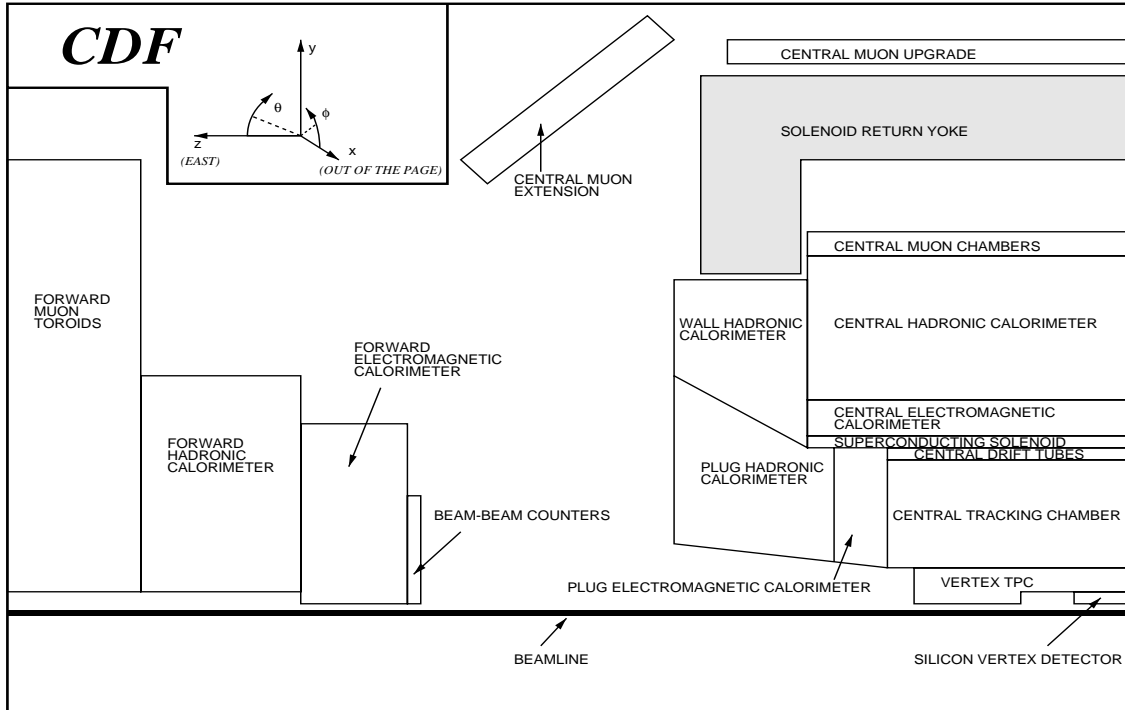 CDF
y
θ
ϕ
z
x
(EAST)
(OUT OF THE PAGE)
CENTRAL MUON
EXTENSION
CENTRAL MUON UPGRADE
SOLENOID RETURN YOKE
CENTRAL MUON CHAMBERS
FORWARD
MUON
TOROIDS
WALL HADRONIC
CALORIMETER
CENTRAL HADRONIC CALORIMETER
FORWARD
ELECTROMAGNETIC
CALORIMETER
CENTRAL ELECTROMAGNETIC
CALORIMETER
FORWARD
HADRONIC
CALORIMETER
SUPERCONDUCTING SOLENOID
CENTRAL DRIFT TUBES
PLUG HADRONIC
CALORIMETER
BEAM-BEAM COUNTERS
CENTRAL TRACKING CHAMBER
PLUG ELECTROMAGNETIC CALORIMETER
VERTEX TPC
BEAMLINE
SILICON VERTEX DETECTOR